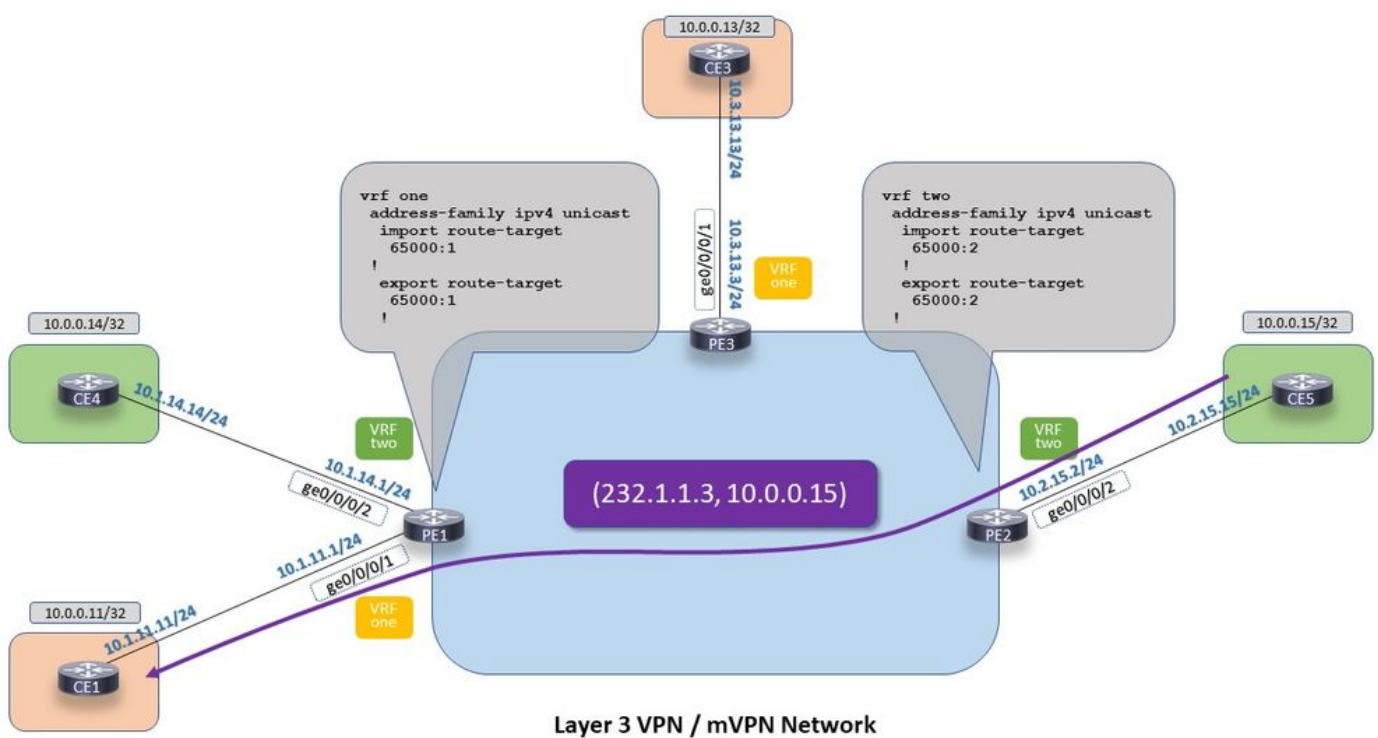 10.0.0.13/32
CE3
10.3.13.13/24
vrf one
address-family ipv4 unicast
import route-target
65000:1
!
export route-target
65000:1
!
ge0/0/0/1
10.3.13.3/24
VRF
one
PE3
vrf two
address-family ipv4 unicast
import route-target
65000:2
!
export route-target
65000:2
!
10.0.0.14/32
CE4
10.1.14.14/24
VRF
two
10.1.14.1/24
ge0/0/0/2
PE1
10.1.11.1/24
ge0/0/0/1
VRF
one
10.0.0.11/32
10.1.11.11/24
CE1
(232.1.1.3, 10.0.0.15)
10.0.0.15/32
CE5
10.2.15.15/24
VRF
two
10.2.15.2/24
ge0/0/0/2
PE2
Layer 3 VPN / mVPN Network